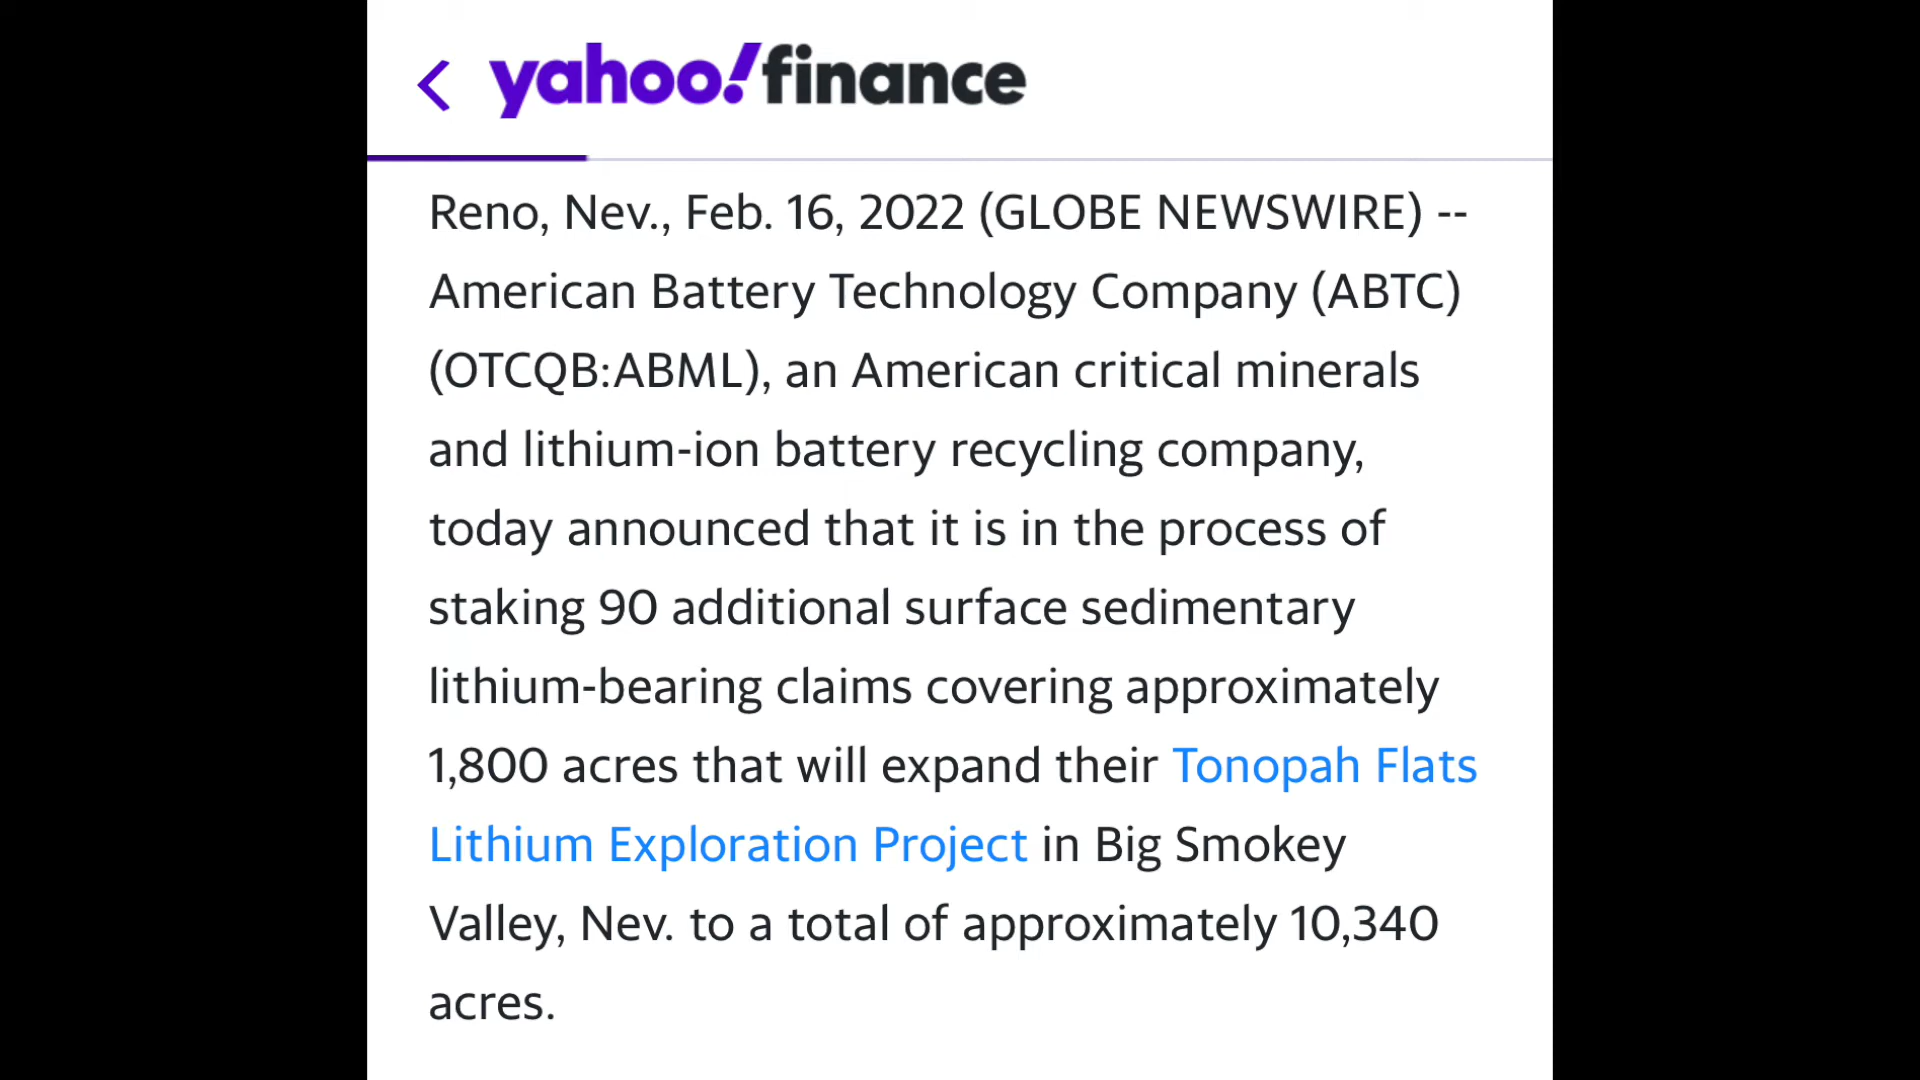 yahoo!finance
Reno, Nev., Feb. 16, 2022 (GLOBE NEWSWIRE) --
American Battery Technology Company (ABTC)
(OTCQB:ABML), an American critical minerals
and lithium-ion battery recycling company,
today announced that it is in the process of
staking 90 additional surface sedimentary
lithium-bearing claims covering approximately
1,800 acres that will expand their Tonopah Flats
Lithium Exploration Project in Big Smokey
Valley, Nev. to a total of approximately 10,340
acres.